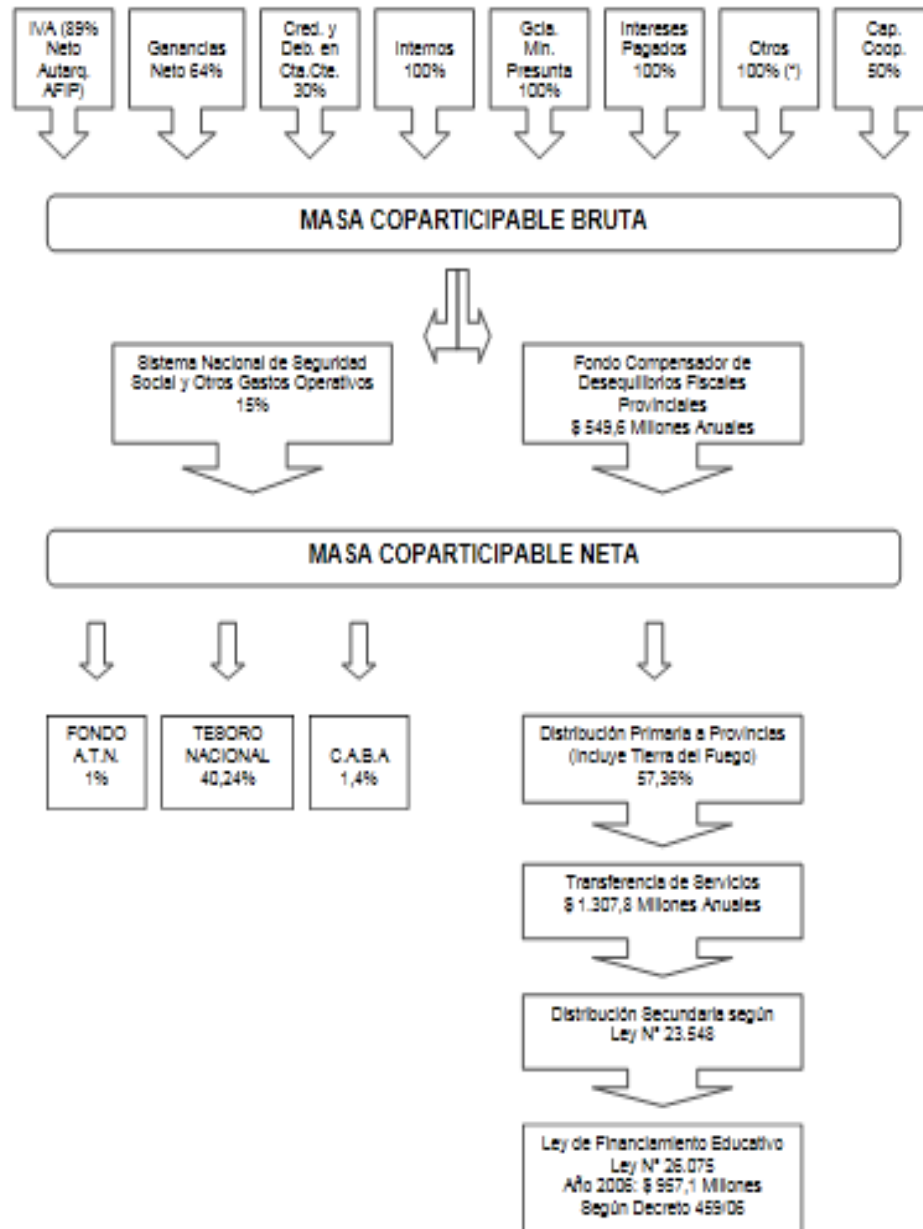 IVA (89%
Neto
Autarq.
AFIP)
Ganancias
Neto 64%
Cred. y
Deb. en
Cta.Cte.
30%
Internos
100%
Gcia.
Min.
Presunta
100%
Intereses
Pagados
100%
Otros
100% (*)
Cap.
Coop.
50%
MASA COPARTICIPABLE BRUTA
Sistema Nacional de Seguridad
Social y Otros Gastos Operativos
15%
Fondo Compensador de
Desequilibrios Fiscales
Provinciales
$ 549,6 Millones Anuales
MASA COPARTICIPABLE NETA
FONDO
A.T.N.
1%
TESORO
NACIONAL
40,24%
C.A.B.A
1,4%
Distribución Primaria a Provincias
(Incluye Tierra del Fuego)
57,36%
Transferencia de Servicios
$ 1.307,8 Millones Anuales
Distribución Secundaria según
Ley N° 23.548
Ley de Financiamiento Educativo
Ley N° 26.075
Año 2006: $ 957,1 Millones
Según Decreto 459/06